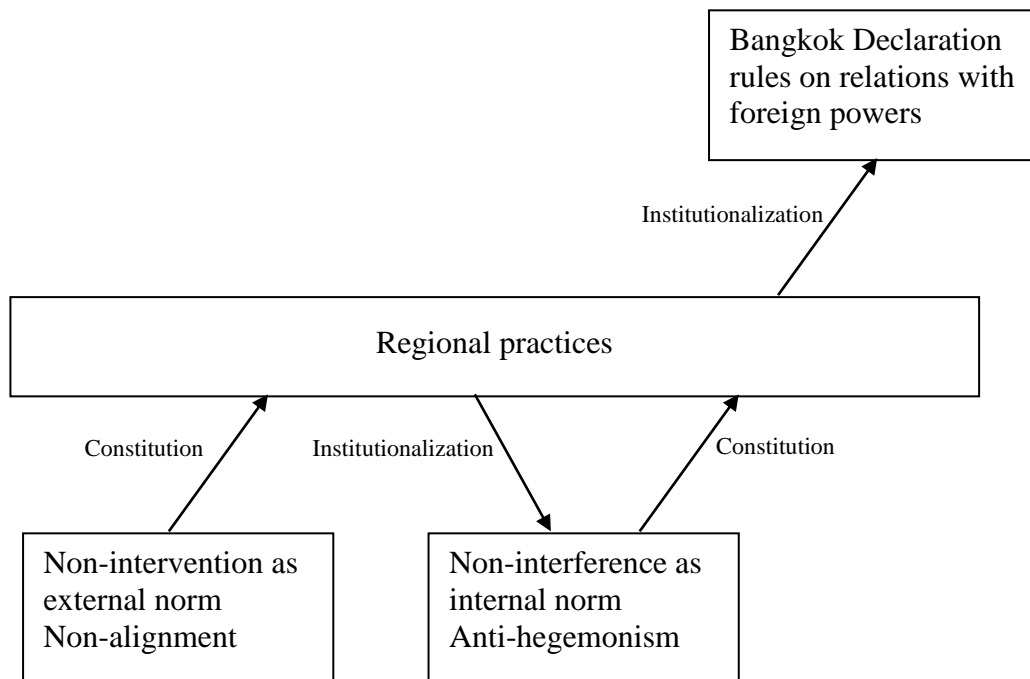 Bangkok Declaration
rules on relations with
foreign powers
Institutionalization
Regional practices
Constitution
Institutionalization
Constitution
Non-intervention as
external norm
Non-alignment
Non-interference as
internal norm
Anti-hegemonism